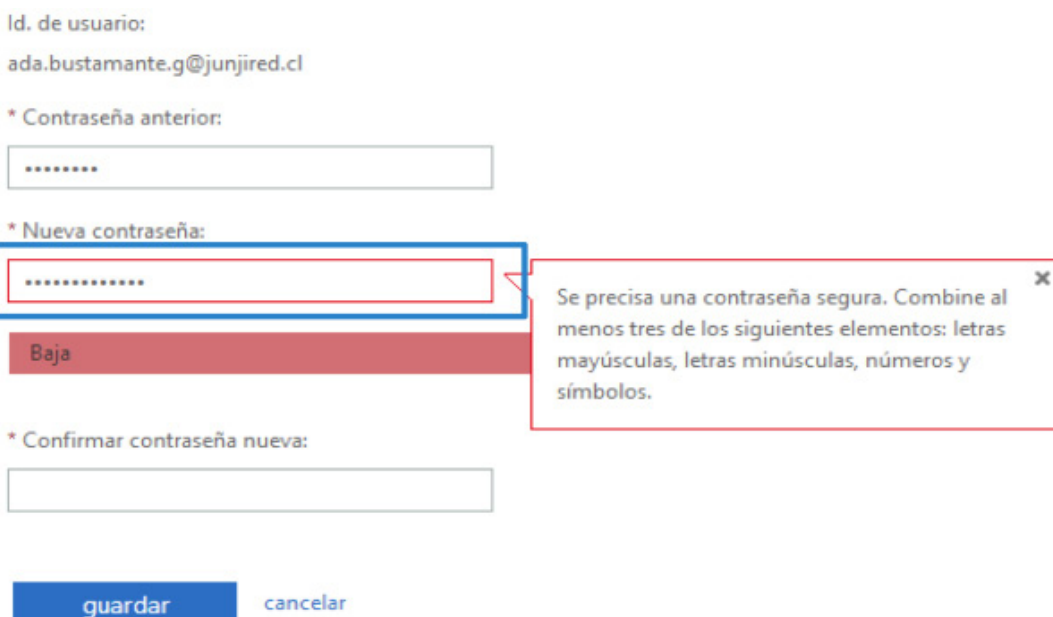 Id. de usuario:
ada.bustamante.g@junjired.cl
* Contraseña anterior:
••••••••
* Nueva contraseña:
•••••••••••••
Baja
Se precisa una contraseña segura. Combine al
menos tres de los siguientes elementos: letras
mayúsculas, letras minúsculas, números y
símbolos.
* Confirmar contraseña nueva:
guardar
cancelar